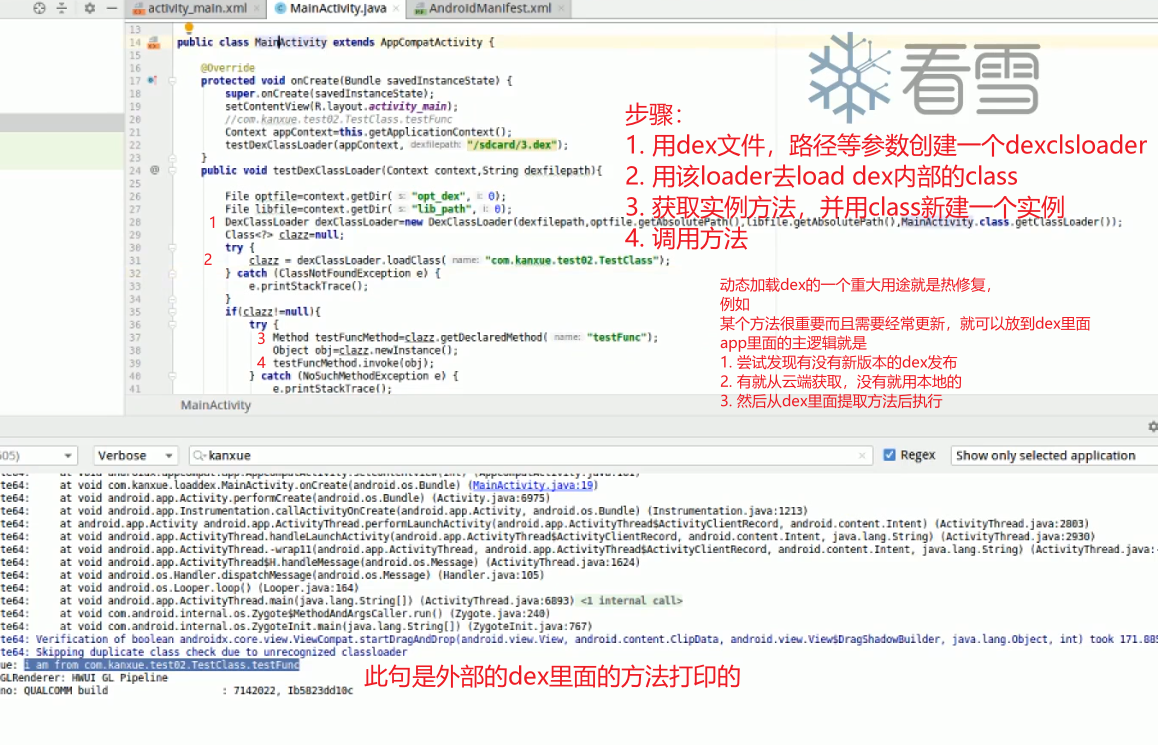 activity_main.xml
MainActivity.java
AndroidManifest.xml
13
14 public class MainActivity extends AppCompatActivity {
15
16 @Override
17 protected void onCreate(Bundle savedInstanceState) {
18 super.onCreate(savedInstanceState);
19 setContentView(R.layout.activity_main);
20 //com.kanxue.test02.TestClass.testFunc
21 Context appContext=this.getApplicationContext();
22 testDexClassLoader(appContext, dexfilepath: "/sdcard/3.dex");
23 }
24 @ public void testDexClassLoader(Context context,String dexfilepath){
25
26 File optfile=context.getDir( s: "opt_dex", i: 0);
27 File libfile=context.getDir( s: "lib_path", i: 0);
28 1 DexClassLoader dexClassLoader=new DexClassLoader(dexfilepath,optfile.getAbsolutePath(),libfile.getAbsolutePath(),MainActivity.class.getClassLoader());
29 Class<?> clazz=null;
30 try {
31 2 clazz = dexClassLoader.loadClass( name: "com.kanxue.test02.TestClass");
32 } catch (ClassNotFoundException e) {
33 e.printStackTrace();
34 }
35 if(clazz!=null){
36 try {
37 3 Method testFuncMethod=clazz.getDeclaredMethod( name: "testFunc");
38 Object obj=clazz.newInstance();
39 4 testFuncMethod.invoke(obj);
40 } catch (NoSuchMethodException e) {
41 e.printStackTrace();
MainActivity
看雪
步骤：
1. 用dex文件，路径等参数创建一个dexclsloader
2. 用该loader去load dex内部的class
3. 获取实例方法，并用class新建一个实例
4. 调用方法
动态加载dex的一个重大用途就是热修复，
例如
某个方法很重要而且需要经常更新，就可以放到dex里面
app里面的主逻辑就是
1. 尝试发现有没有新版本的dex发布
2. 有就从云端获取，没有就用本地的
3. 然后从dex里面提取方法后执行
505) Verbose kanxue Regex Show only selected application
te64: at void com.kanxue.loaddex.MainActivity.onCreate(android.os.Bundle) (MainActivity.java:19)
te64: at void android.app.Activity.performCreate(android.os.Bundle) (Activity.java:6975)
te64: at void android.app.Instrumentation.callActivityOnCreate(android.app.Activity, android.os.Bundle) (Instrumentation.java:1213)
te64: at android.app.Activity android.app.ActivityThread.performLaunchActivity(android.app.ActivityThread$ActivityClientRecord, android.content.Intent) (ActivityThread.java:2803)
te64: at void android.app.ActivityThread.handleLaunchActivity(android.app.ActivityThread$ActivityClientRecord, android.content.Intent, java.lang.String) (ActivityThread.java:2930)
te64: at void android.app.ActivityThread.-wrap11(android.app.ActivityThread, android.app.ActivityThread$ActivityClientRecord, android.content.Intent, java.lang.String) (ActivityThread.java:
te64: at void android.app.ActivityThread$H.handleMessage(android.os.Message) (ActivityThread.java:1624)
te64: at void android.os.Handler.dispatchMessage(android.os.Message) (Handler.java:105)
te64: at void android.os.Looper.loop() (Looper.java:164)
te64: at void android.app.ActivityThread.main(java.lang.String[]) (ActivityThread.java:6893) <1 internal call>
te64: at void com.android.internal.os.Zygote$MethodAndArgsCaller.run() (Zygote.java:240)
te64: at void com.android.internal.os.ZygoteInit.main(java.lang.String[]) (ZygoteInit.java:767)
te64: Verification of boolean androidx.core.view.ViewCompat.startDragAndDrop(android.view.View, android.content.ClipData, android.view.View$DragShadowBuilder, java.lang.Object, int) took 171.885
te64: Skipping duplicate class check due to unrecognized classloader
ue: i am from com.kanxue.test02.TestClass.testFunc
GLRenderer: HWUI GL Pipeline
no: QUALCOMM build : 7142022, Ib5823dd10c
此句是外部的dex里面的方法打印的